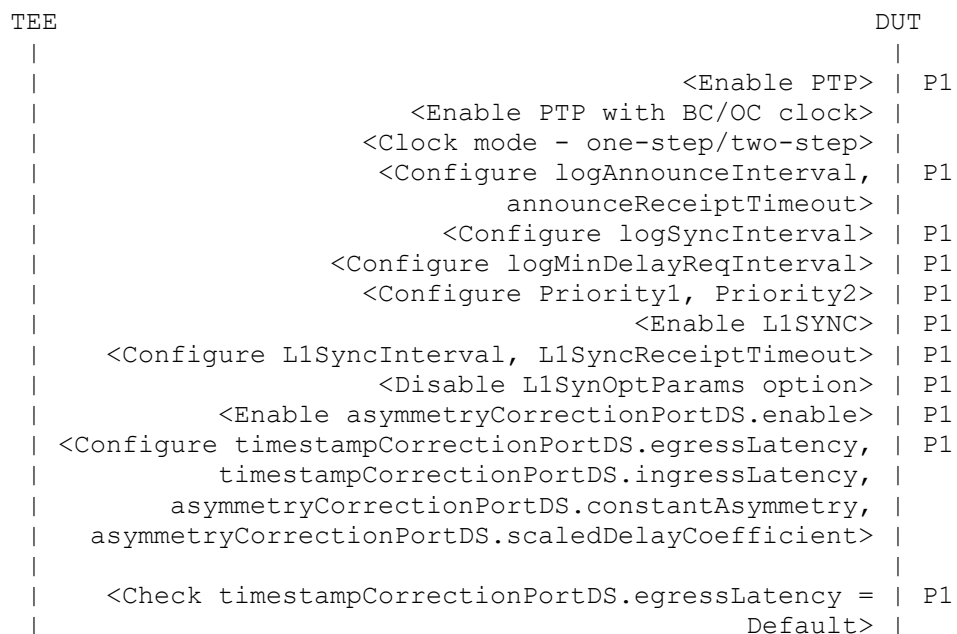 TEE DUT
| |
| <Enable PTP> | P1
| <Enable PTP with BC/OC clock> |
| <Clock mode - one-step/two-step> |
| <Configure logAnnounceInterval, | P1
| announceReceiptTimeout> |
| <Configure logSyncInterval> | P1
| <Configure logMinDelayReqInterval> | P1
| <Configure Priority1, Priority2> | P1
| <Enable L1SYNC> | P1
| <Configure L1SyncInterval, L1SyncReceiptTimeout> | P1
| <Disable L1SynOptParams option> | P1
| <Enable asymmetryCorrectionPortDS.enable> | P1
| <Configure timestampCorrectionPortDS.egressLatency, | P1
| timestampCorrectionPortDS.ingressLatency, |
| asymmetryCorrectionPortDS.constantAsymmetry, |
| asymmetryCorrectionPortDS.scaledDelayCoefficient> |
| |
| <Check timestampCorrectionPortDS.egressLatency = | P1
| Default> |